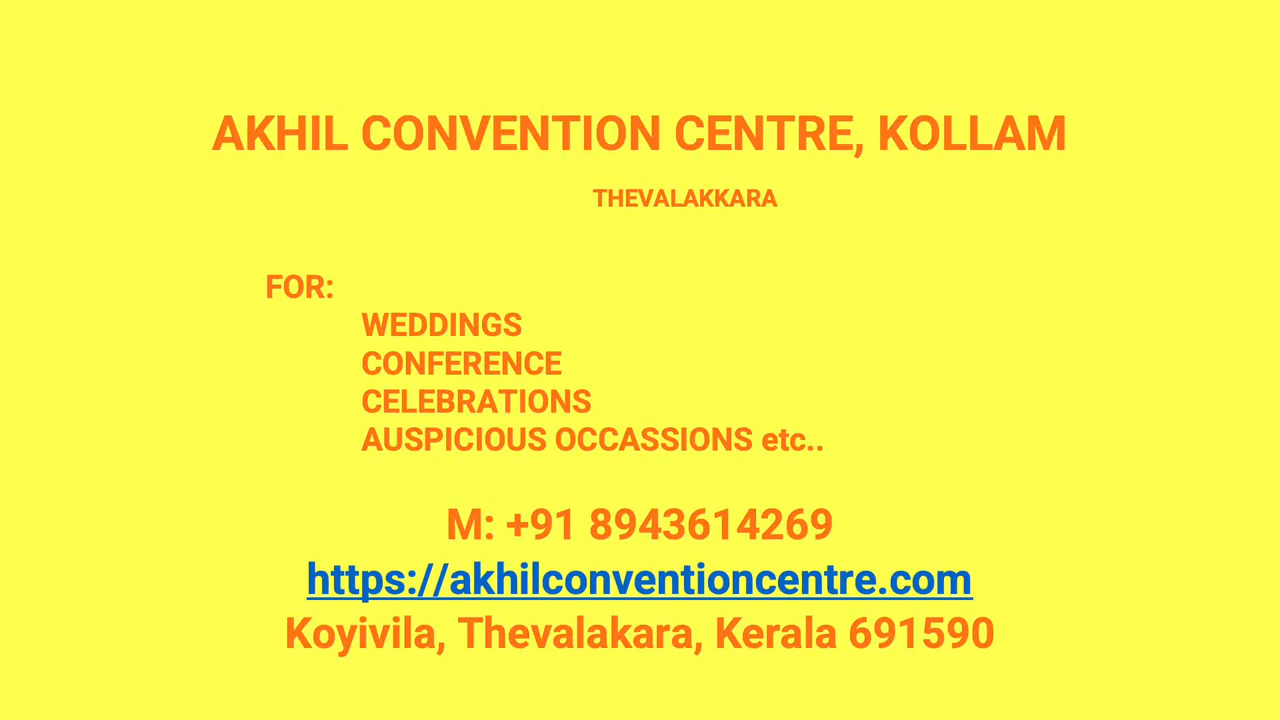 AKHIL CONVENTION CENTRE, KOLLAM
THEVALAKKARA
FOR:
WEDDINGS
CONFERENCE
CELEBRATIONS
AUSPICIOUS OCCASSIONS etc..
M: +91 8943614269
https://akhilconventioncentre.com
Koyivila, Thevalakara, Kerala 691590